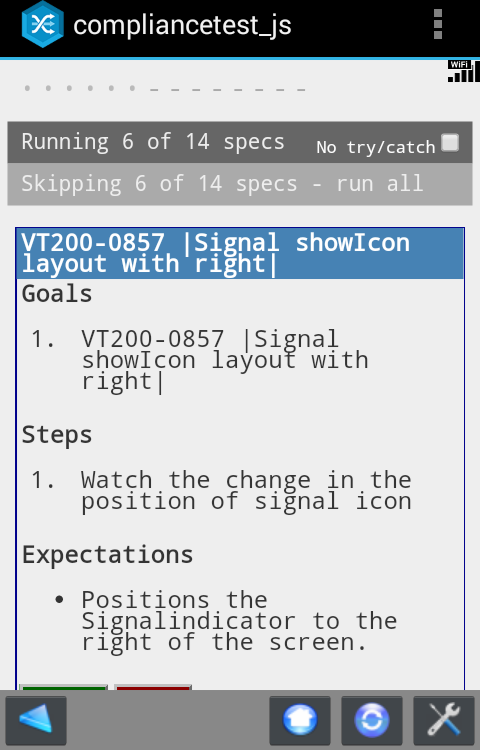 compliancetest_js
WiFi
Running 6 of 14 specs
No try/catch
Skipping 6 of 14 specs - run all
VT200-0857 |Signal showIcon
layout with right|
Goals
1. VT200-0857 |Signal
showIcon layout with
right|
Steps
1. Watch the change in the
position of signal icon
Expectations
• Positions the
Signalindicator to the
right of the screen.